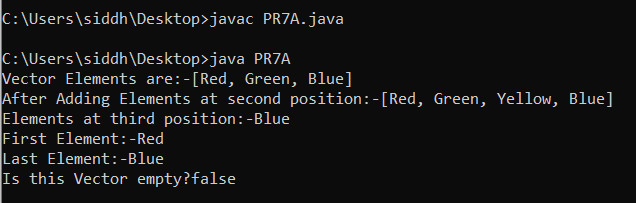 C:\Users\siddh\Desktop>javac PR7A.java
C:\Users\siddh\Desktop>java PR7A
Vector Elements are:-[Red, Green, Blue]
After Adding Elements at second position:-[Red, Green, Yellow, Blue]
Elements at third position:-Blue
First Element:-Red
Last Element:-Blue
Is this Vector empty?false